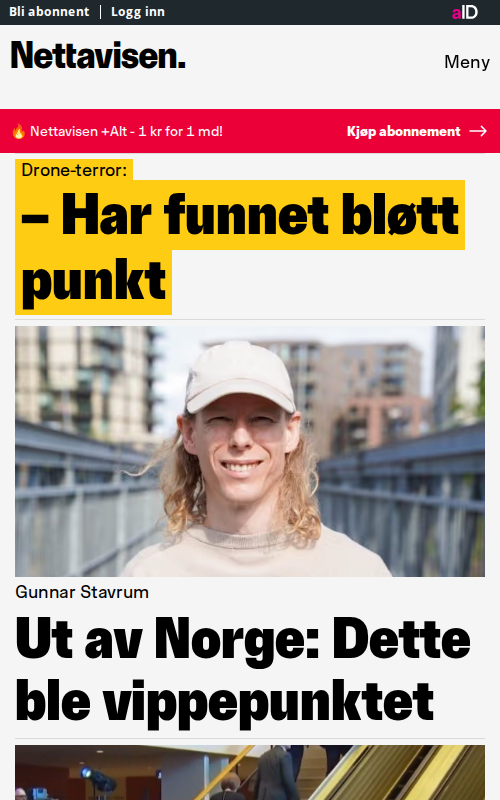 Bli abonnent | Logg inn
aID
Nettavisen.
Meny
🔥 Nettavisen +Alt - 1 kr for 1 md!
Kjøp abonnement →
Drone-terror:
– Har funnet bløtt
punkt
Gunnar Stavrum
Ut av Norge: Dette
ble vippepunktet